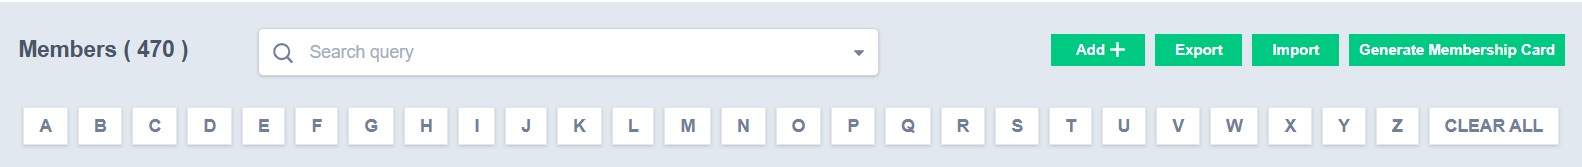 Members ( 470 ) Search query Add + Export Import Generate Membership Card
A B C D E F G H I J K L M N O P Q R S T U V W X Y Z CLEAR ALL